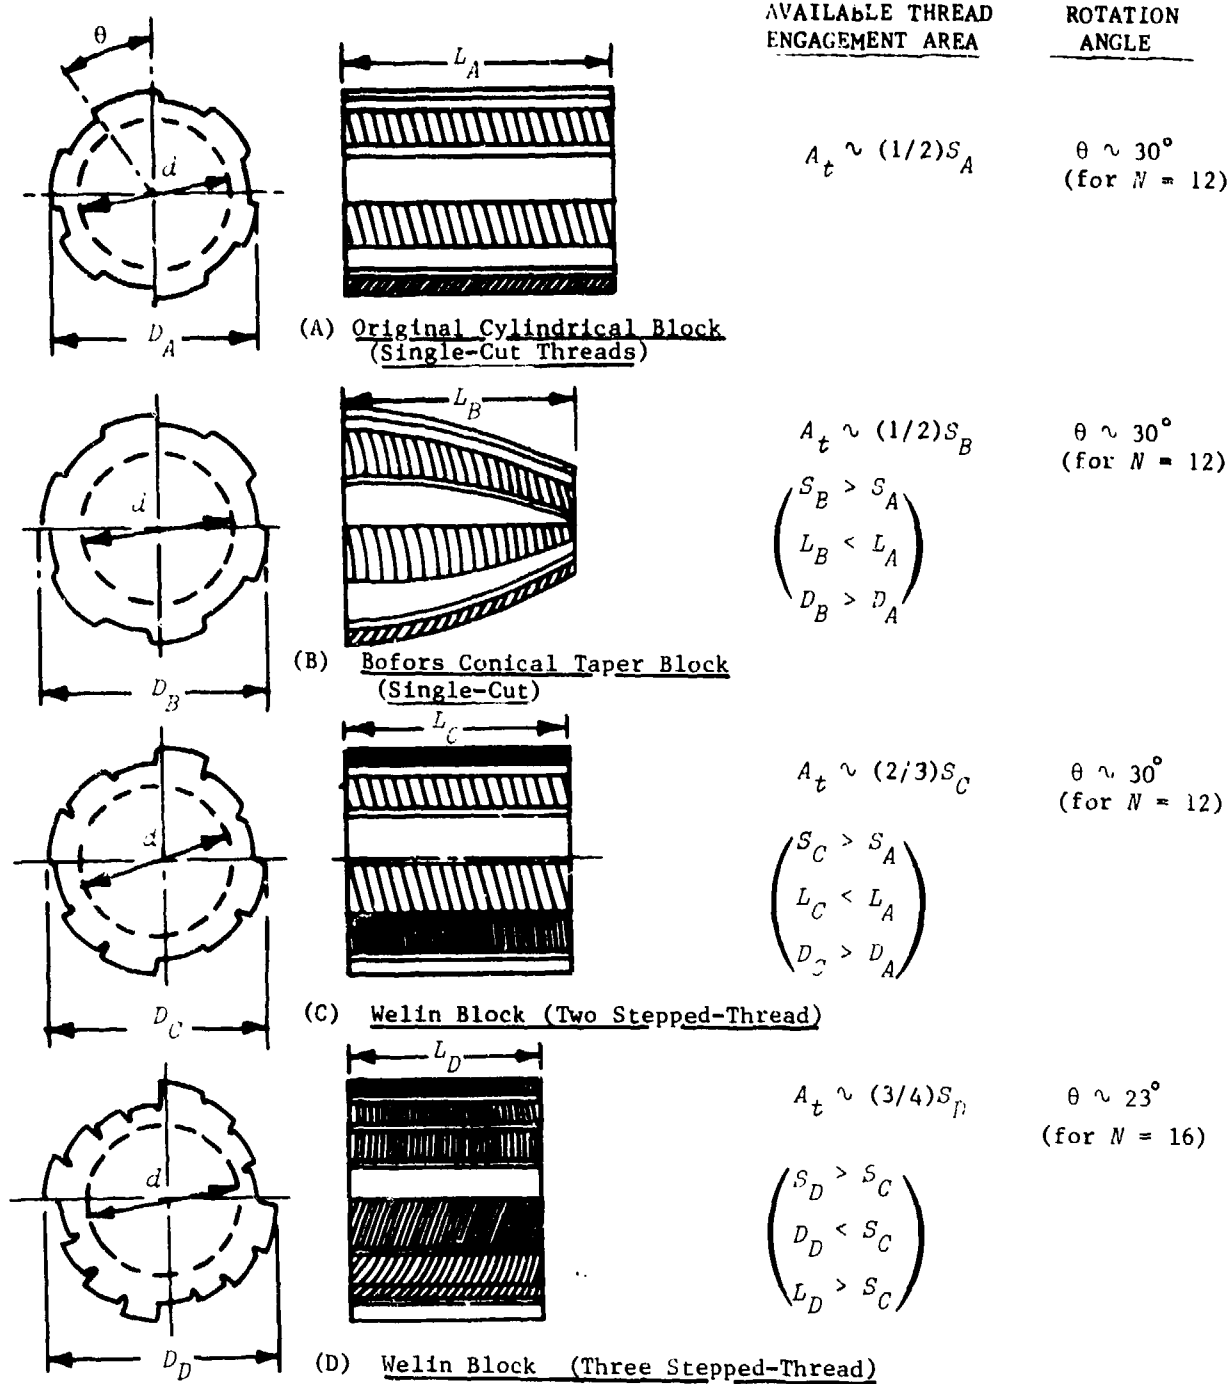 AVAILABLE THREAD ROTATION
ENGAGEMENT AREA ANGLE
θ
L_A
d
A_t ~ (1/2)S_A
θ ~ 30°
(for N = 12)
D_A
(A) Original Cylindrical Block
(Single-Cut Threads)
L_B
d
A_t ~ (1/2)S_B
θ ~ 30°
(for N = 12)
S_B > S_A
L_B < L_A
D_B > D_A
(B) Bofors Conical Taper Block
(Single-Cut)
D_B
L_C
d
A_t ~ (2/3)S_C
θ ~ 30°
(for N = 12)
S_C > S_A
L_C < L_A
D_C > D_A
D_C
(C) Welin Block (Two Stepped-Thread)
L_D
d
A_t ~ (3/4)S_D
θ ~ 23°
(for N = 16)
S_D > S_C
D_D < S_C
L_D > S_C
D_D
(D) Welin Block (Three Stepped-Thread)